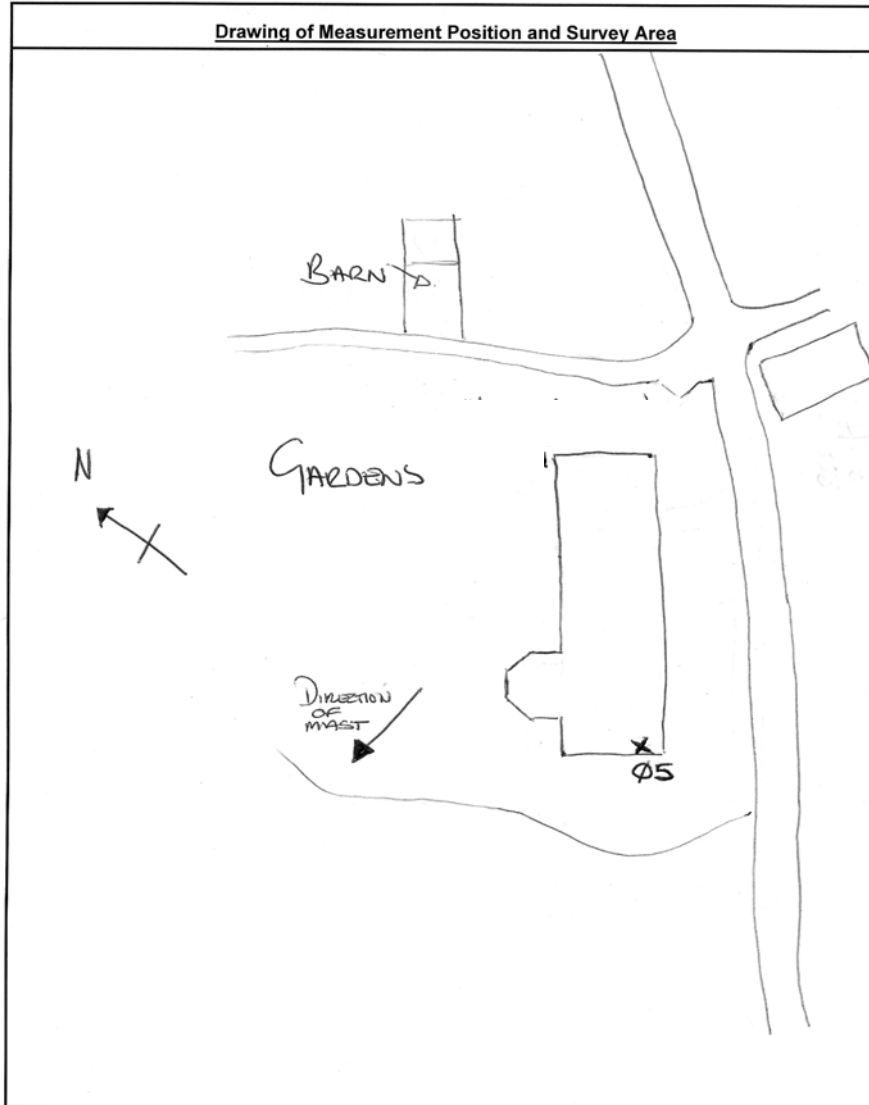 Drawing of Measurement Position and Survey Area
BARN
N
GARDENS
DIRECTION
OF
MAST
Ø5